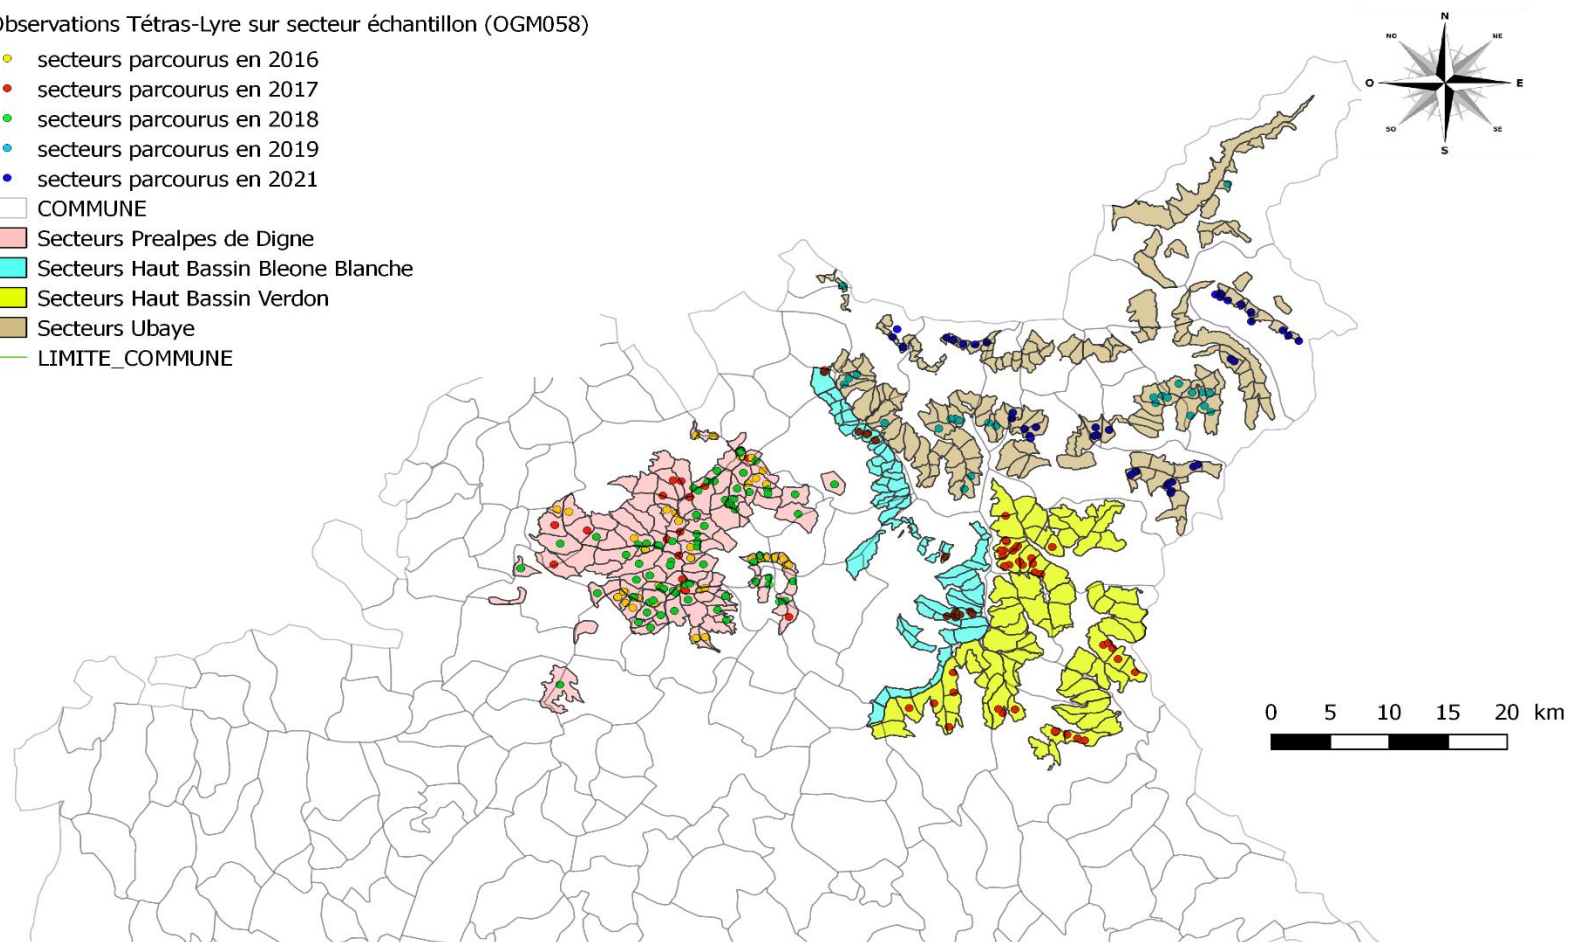 Observations Tétras-Lyre sur secteur échantillon (OGM058)
secteurs parcourus en 2016
secteurs parcourus en 2017
secteurs parcourus en 2018
secteurs parcourus en 2019
secteurs parcourus en 2021
COMMUNE
Secteurs Prealpes de Digne
Secteurs Haut Bassin Bleone Blanche
Secteurs Haut Bassin Verdon
Secteurs Ubaye
LIMITE_COMMUNE
N
NO NE
O E
SO SE
S
0 5 10 15 20 km